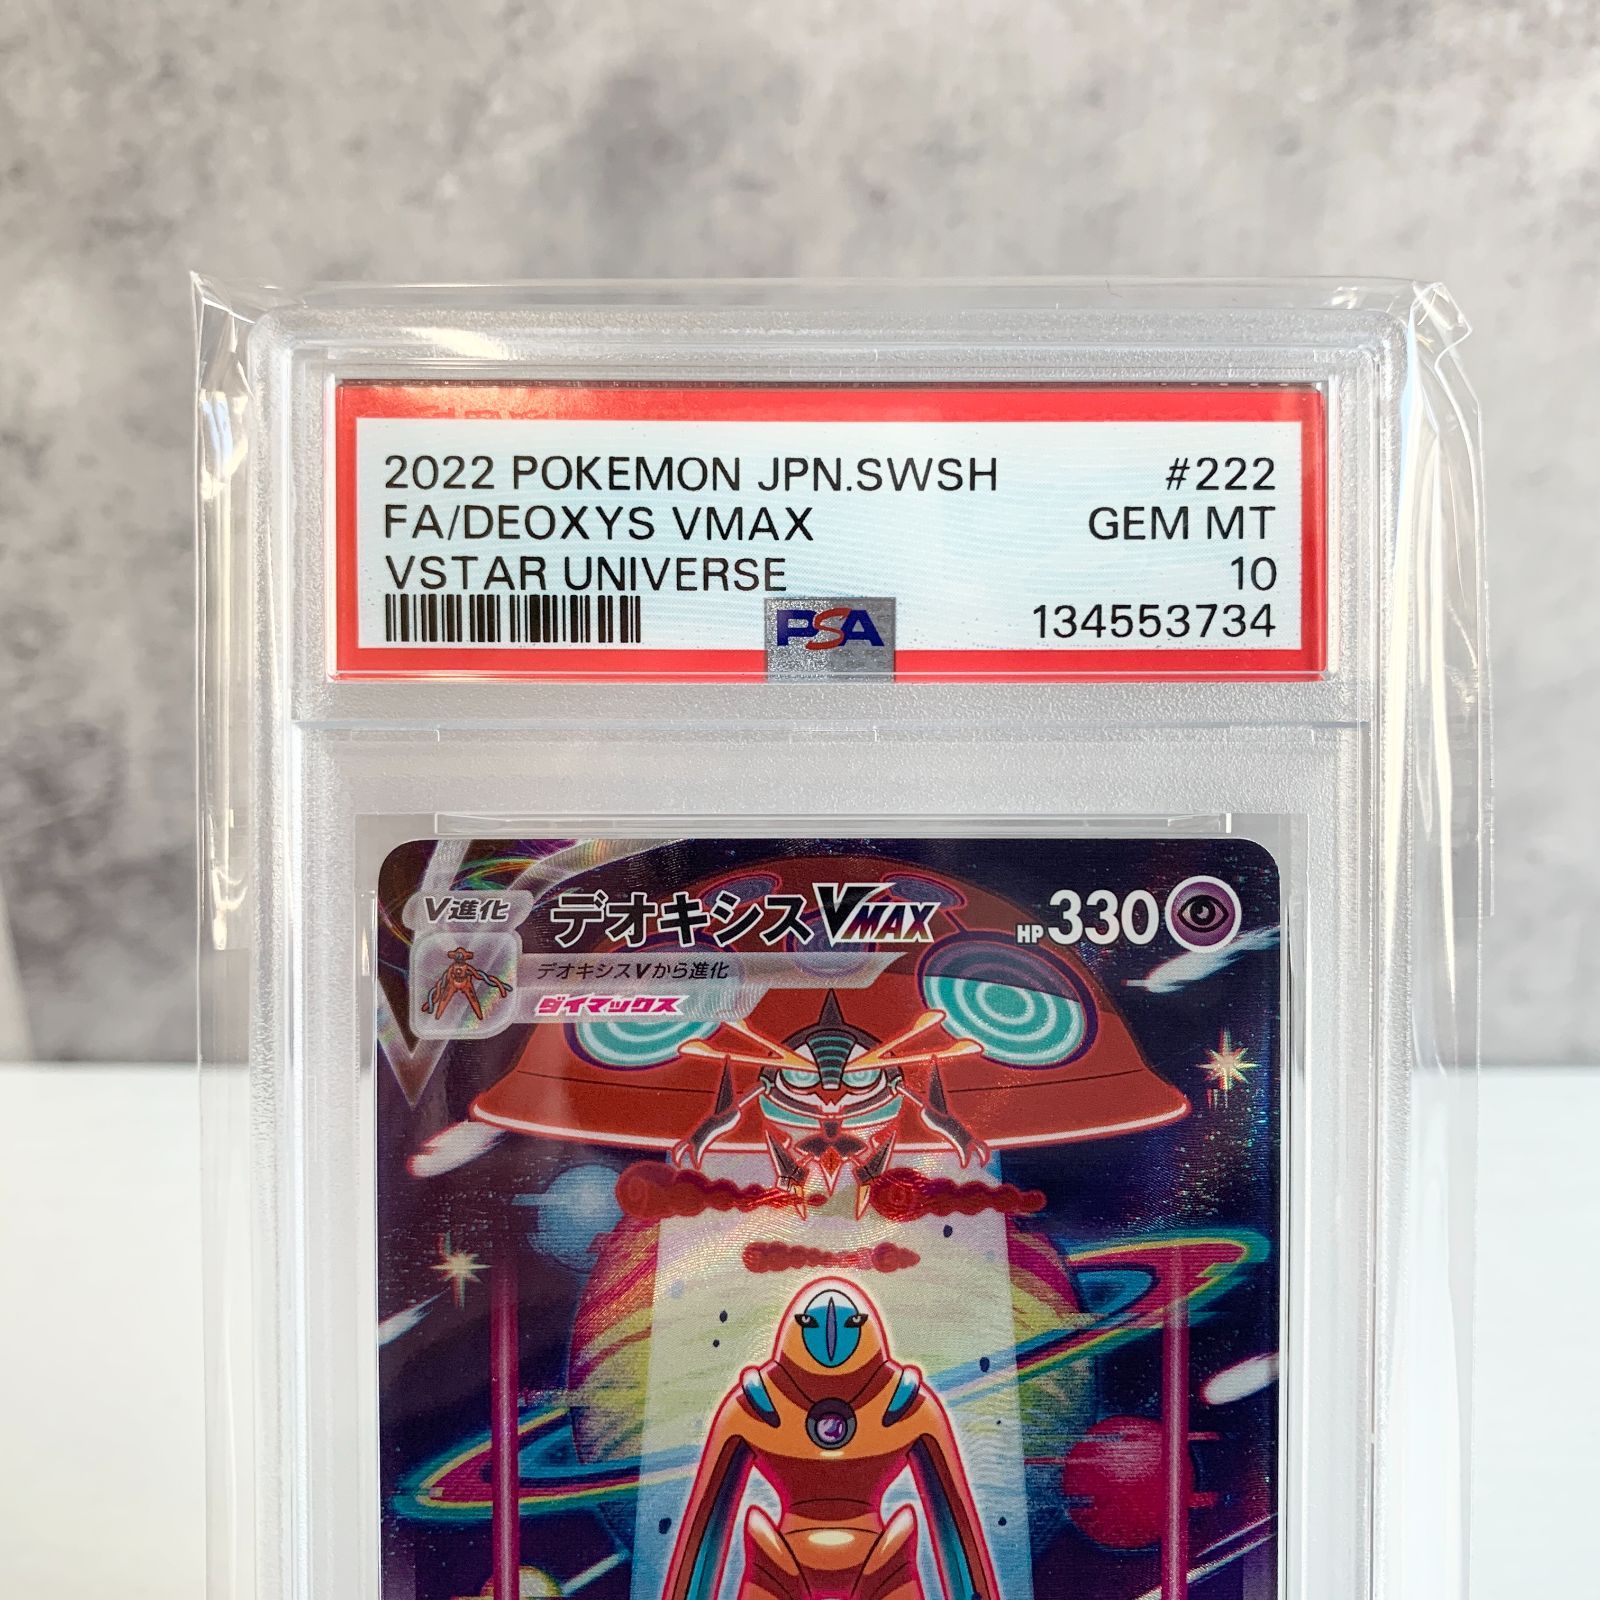 2022 POKEMON JPN.SWSH #222
FA/DEOXYS VMAX GEM MT
VSTAR UNIVERSE 10
PSA 134553734
V進化 デオキシスVMAX HP330
デオキシスVから進化
ダイマックス